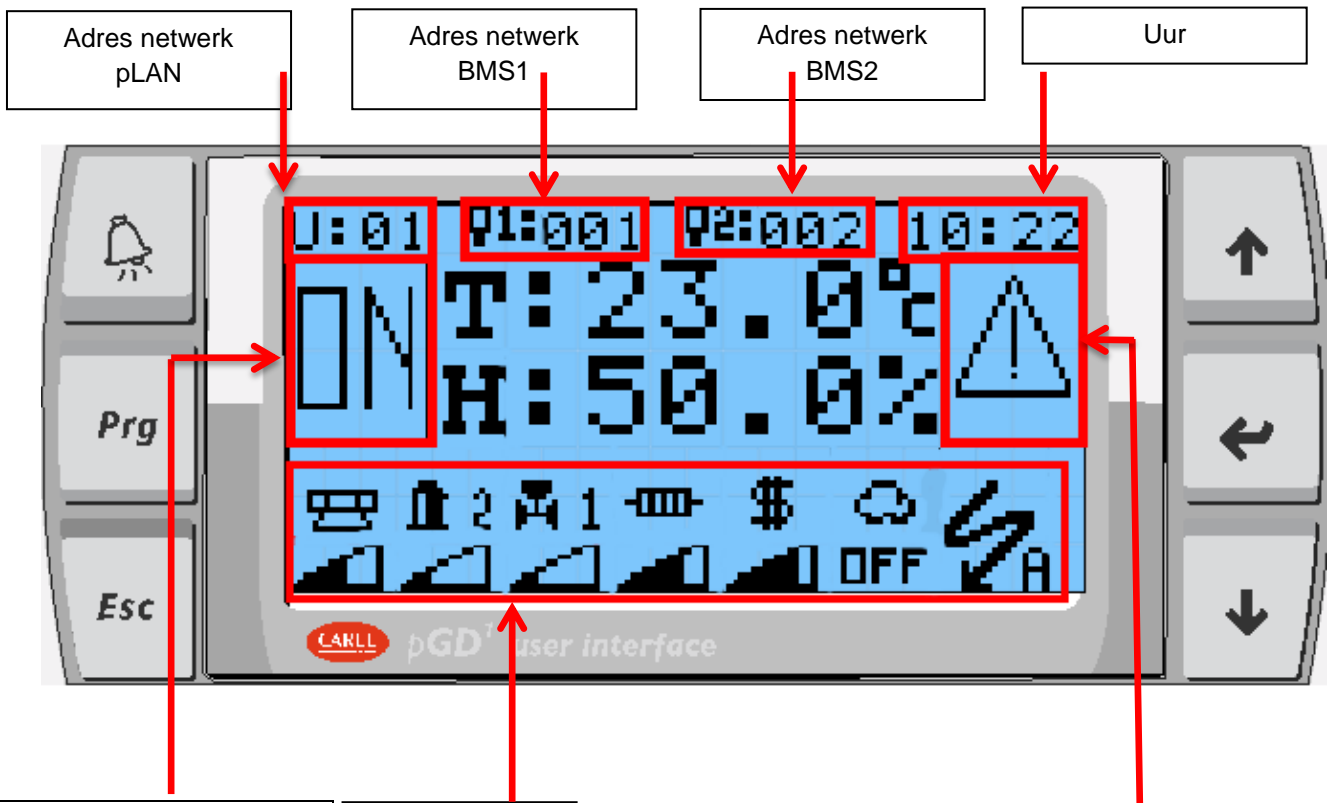 Adres netwerk
pLAN
Adres netwerk
BMS1
Adres netwerk
BMS2
Uur
U:01 1:001 2:002 10:22
ON T:23.0°C
H:50.0%
2 1 $
OFF A
Prg
Esc
CAREL pGD1 user interface